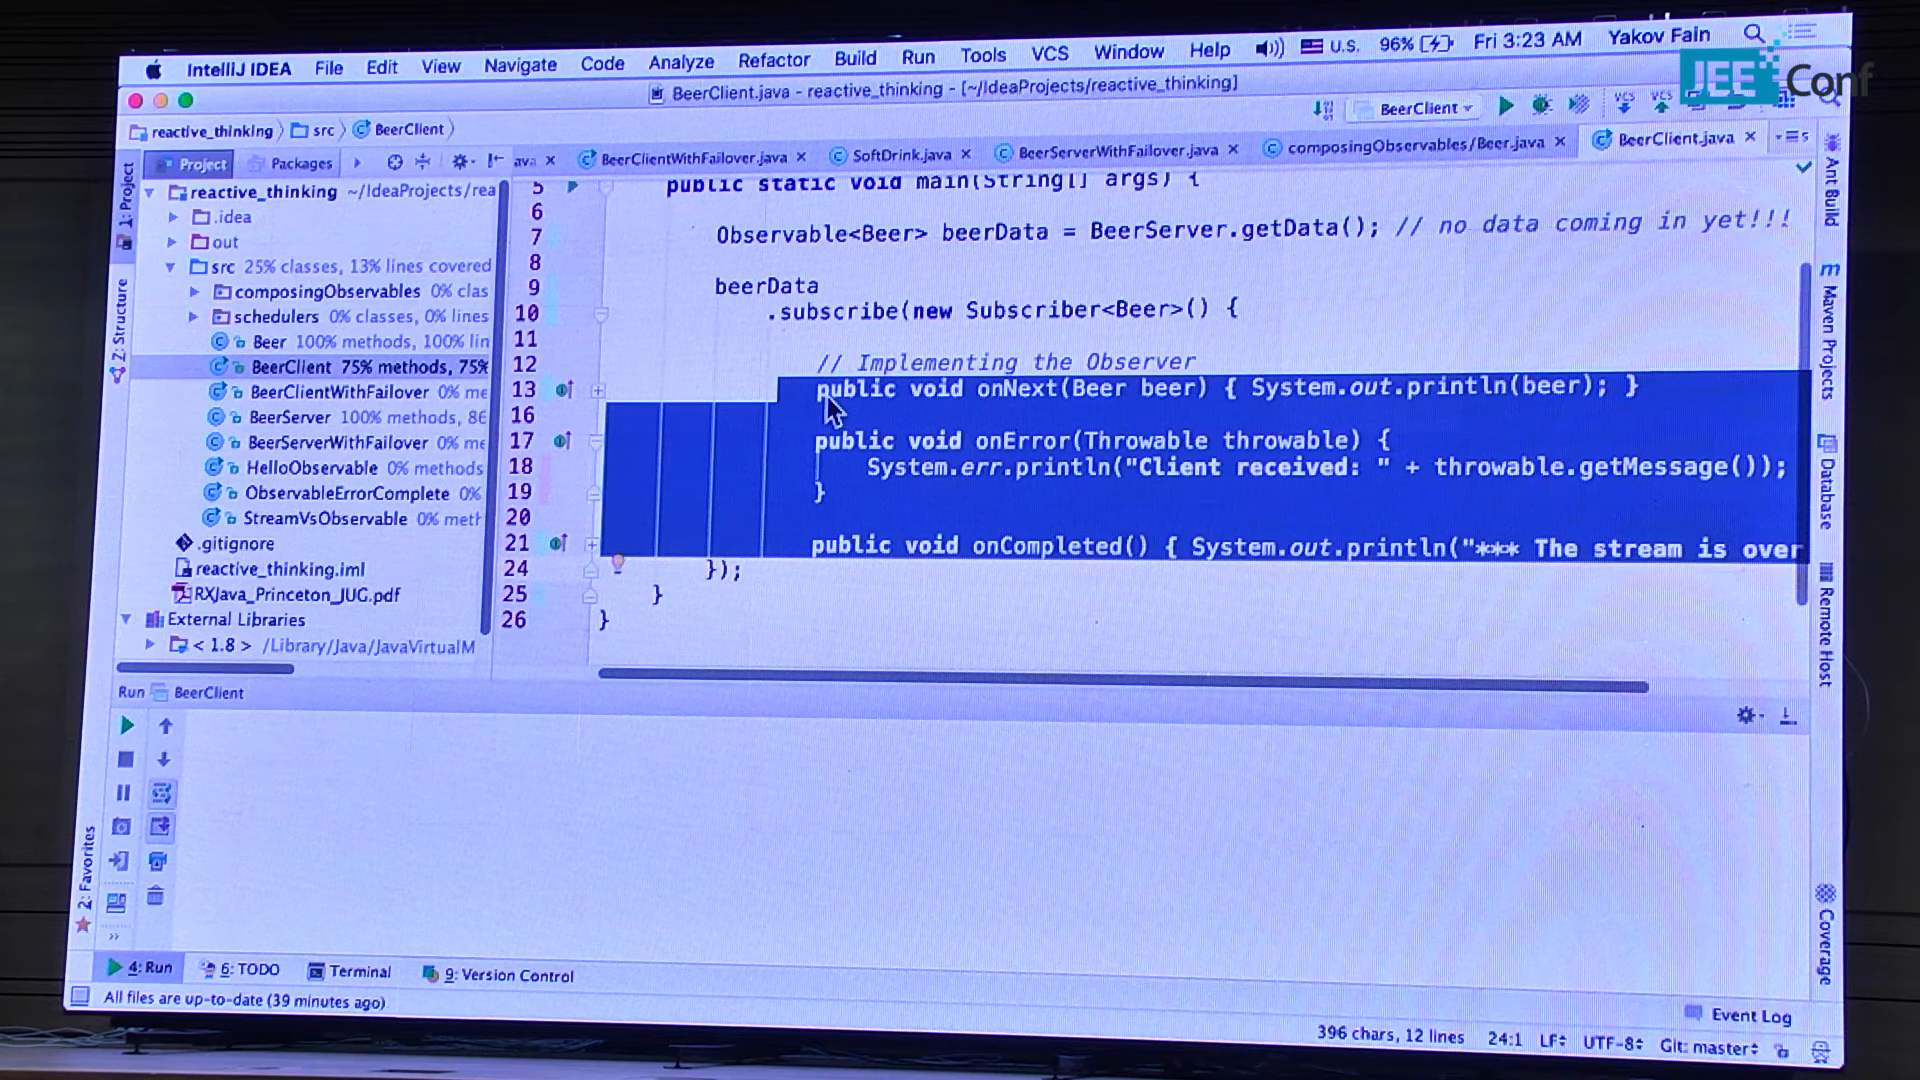 JEEConf
IntelliJ IDEA File Edit View Navigate Code Analyze Refactor Build Run Tools VCS Window Help U.S. 96% Fri 3:23 AM Yakov Fain
BeerClient.java - reactive_thinking - [~/IdeaProjects/reactive_thinking]
reactive_thinking src BeerClient
BeerClient
VCS VCS
Project Packages
ava BeerClientWithFailover.java SoftDrink.java BeerServerWithFailover.java composingObservables/Beer.java BeerClient.java
1: Project
Z: Structure
2: Favorites
reactive_thinking ~/IdeaProjects/rea
.idea
out
src 25% classes, 13% lines covered
composingObservables 0% clas
schedulers 0% classes, 0% lines
Beer 100% methods, 100% lin
BeerClient 75% methods, 75%
BeerClientWithFailover 0% me
BeerServer 100% methods, 86
BeerServerWithFailover 0% me
HelloObservable 0% methods
ObservableErrorComplete 0%
StreamVsObservable 0% meth
.gitignore
reactive_thinking.iml
RXJava_Princeton_JUG.pdf
External Libraries
< 1.8 > /Library/Java/JavaVirtualM
5 public static void main(String[] args) {
6
7 Observable<Beer> beerData = BeerServer.getData(); // no data coming in yet!!!
8
9 beerData
10 .subscribe(new Subscriber<Beer>() {
11
12 // Implementing the Observer
13 public void onNext(Beer beer) { System.out.println(beer); }
16
17 public void onError(Throwable throwable) {
18 System.err.println("Client received: " + throwable.getMessage());
19 }
20
21 public void onCompleted() { System.out.println("*** The stream is over
24 });
25 }
26 }
Ant Build
Maven Projects
Database
Remote Host
Coverage
Run BeerClient
4: Run 6: TODO Terminal 9: Version Control
Event Log
All files are up-to-date (39 minutes ago)
396 chars, 12 lines 24:1 LF UTF-8 Git: master